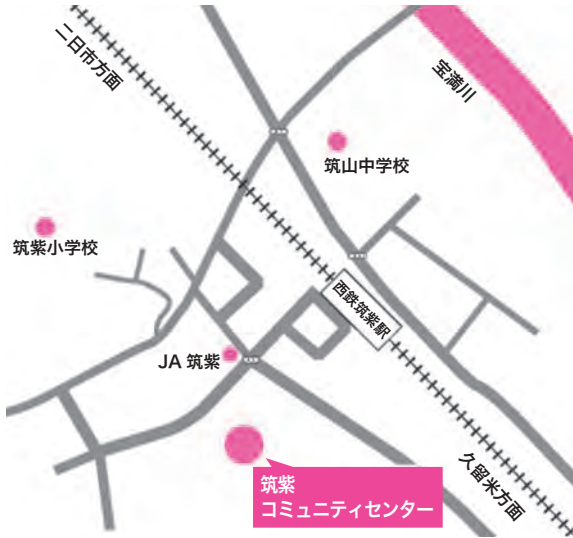 二日市方面
宝満川
筑山中学校
筑紫小学校
西鉄筑紫駅
JA 筑紫
久留米方面
筑紫
コミュニティセンター